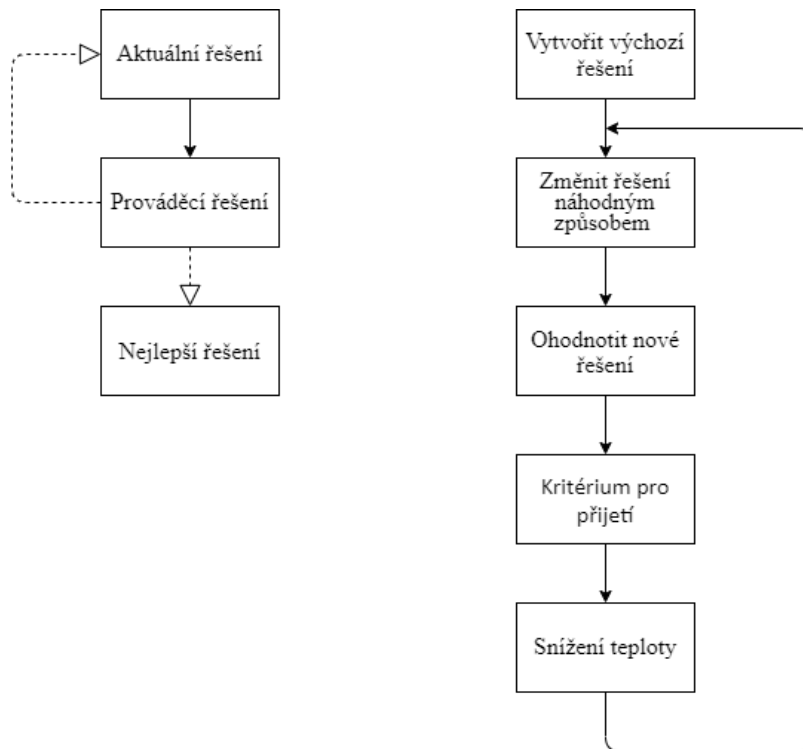 Aktuální řešení
Prováděcí řešení
Nejlepší řešení
Vytvořit výchozí
řešení
Změnit řešení
náhodným
způsobem
Ohodnotit nové
řešení
Kritérium pro
přijetí
Snížení teploty